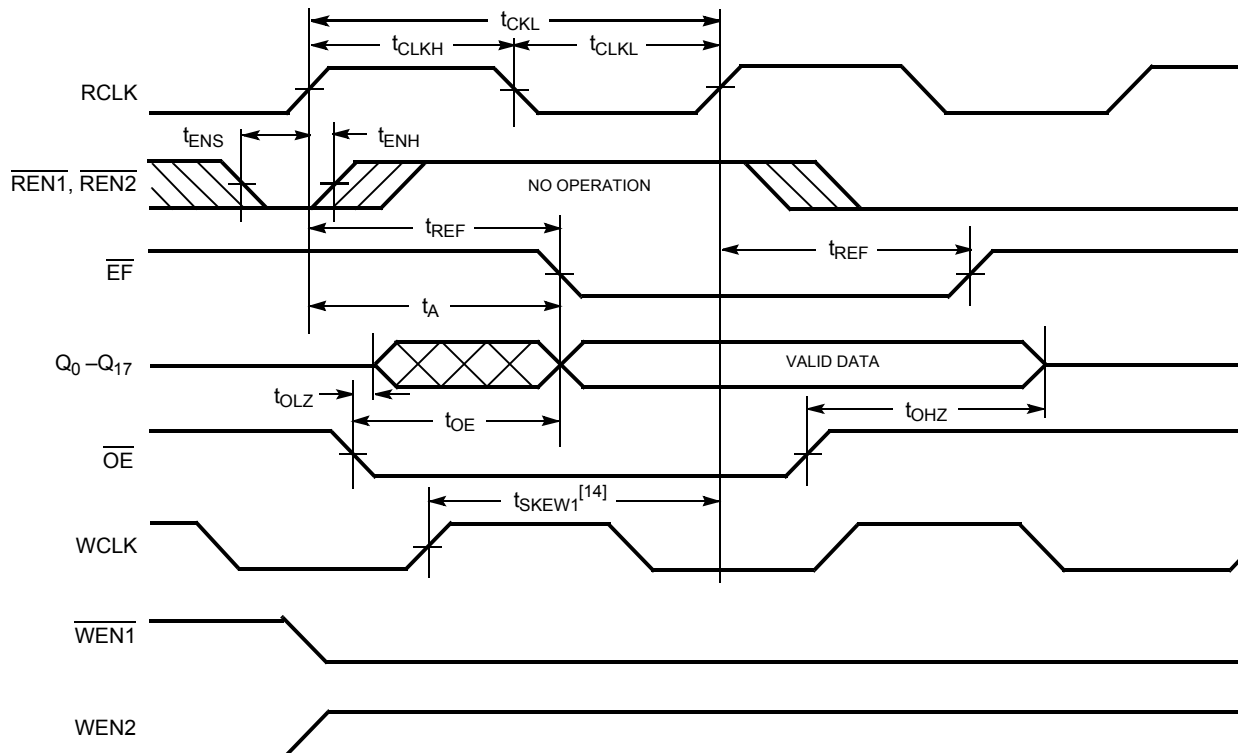 tCKL
tCLKH
tCLKL
RCLK
tENS
tENH
REN1, REN2
NO OPERATION
tREF
tREF
EF
tA
Q0 –Q17
VALID DATA
tOLZ
tOE
tOHZ
OE
tSKEW1[14]
WCLK
WEN1
WEN2